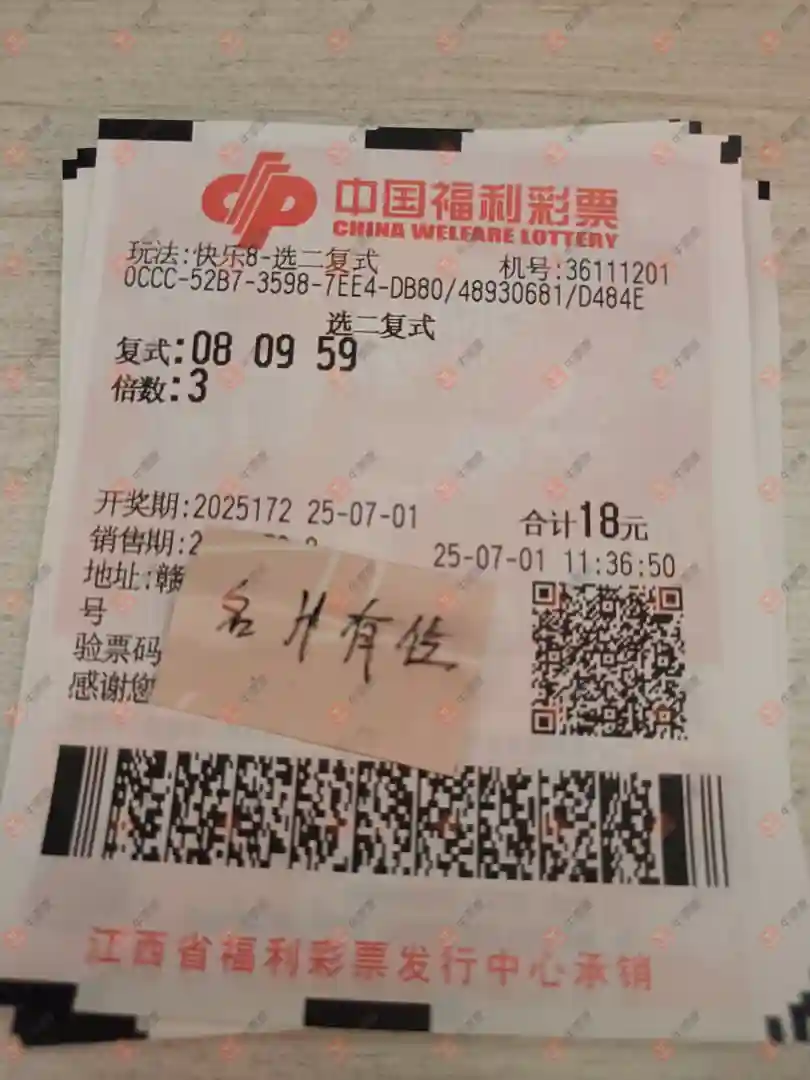 中国福利彩票
CHINA WELFARE LOTTERY
玩法:快乐8-选二复式 机号:36111201
0CCC-52B7-3598-7EE4-DB80/48930681/D484E
选二复式
复式:08 09 59
倍数:3
开奖期:2025172 25-07-01 合计18元
销售期:2 25-07-01 11:36:50
地址:赣
号
验票码
感谢您
名片有位
江西省福利彩票发行中心承销